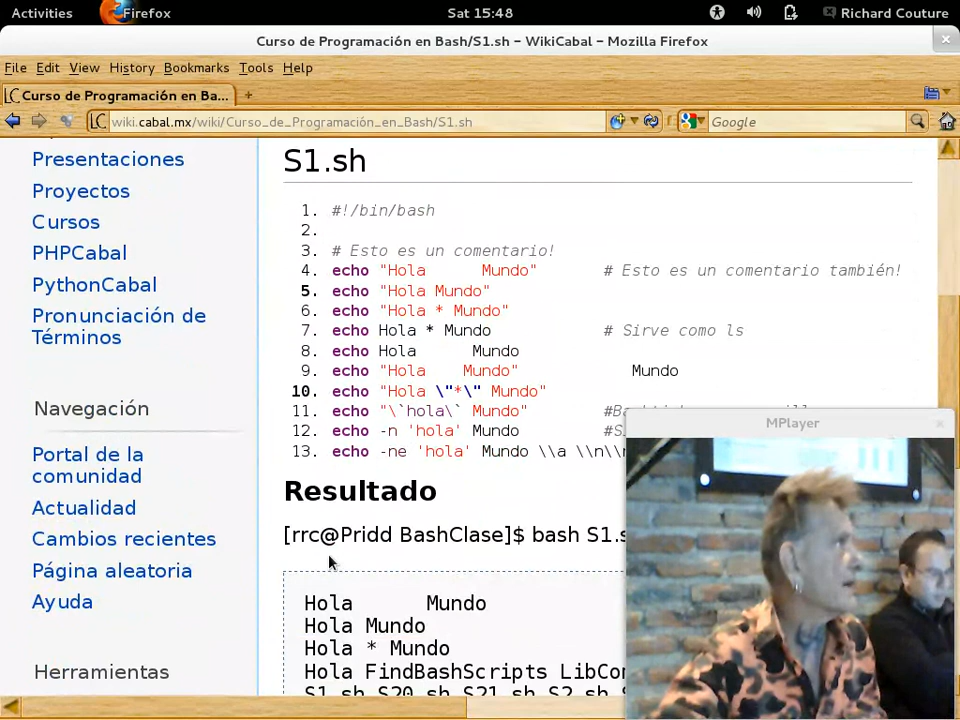 Activities Firefox Sat 15:48 Richard Couture
Curso de Programación en Bash/S1.sh - WikiCabal - Mozilla Firefox
File Edit View History Bookmarks Tools Help
Curso de Programación en Ba...
wiki.cabal.mx/wiki/Curso_de_Programación_en_Bash/S1.sh Google
Presentaciones
Proyectos
Cursos
PHPCabal
PythonCabal
Pronunciación de
Términos
Navegación
Portal de la
comunidad
Actualidad
Cambios recientes
Página aleatoria
Ayuda
Herramientas
S1.sh
1. #!/bin/bash
2.
3. # Esto es un comentario!
4. echo "Hola      Mundo"       # Esto es un comentario también!
5. echo "Hola Mundo"
6. echo "Hola * Mundo"
7. echo Hola * Mundo            # Sirve como ls
8. echo Hola      Mundo
9. echo "Hola    Mundo"            Mundo
10. echo "Hola \"*\" Mundo"
11. echo "\`hola\` Mundo"
12. echo -n 'hola' Mundo
13. echo -ne 'hola' Mundo \\a
Resultado
[rrc@Pridd BashClase]$ bash
Hola      Mundo
Hola Mundo
Hola * Mundo
Hola FindBashScripts
S1.sh S20.sh S21.sh S2.sh
MPlayer